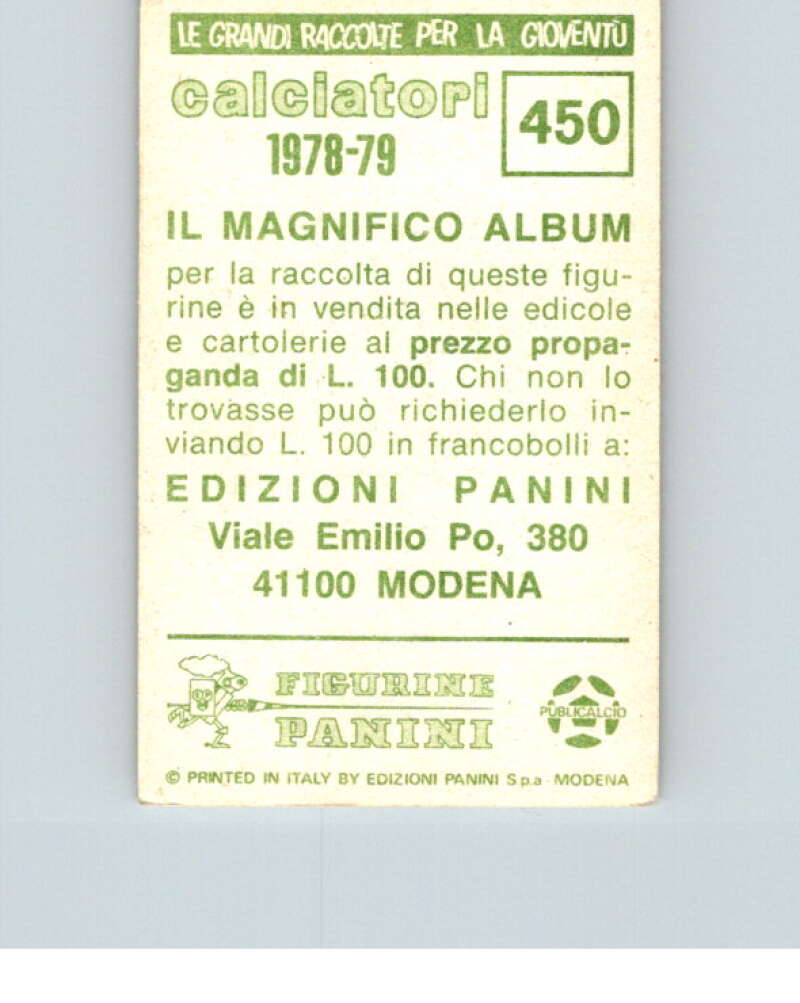 LE GRANDI RACCOLTE PER LA GIOVENTÙ
calciatori
1978-79
450
IL MAGNIFICO ALBUM
per la raccolta di queste figu-
rine è in vendita nelle edicole
e cartolerie al prezzo propa-
ganda di L. 100. Chi non lo
trovasse può richiederlo in-
viando L. 100 in francobolli a:
EDIZIONI PANINI
Viale Emilio Po, 380
41100 MODENA
FIGURINE
PANINI
PUBLICALCIO
© PRINTED IN ITALY BY EDIZIONI PANINI S.p.a - MODENA